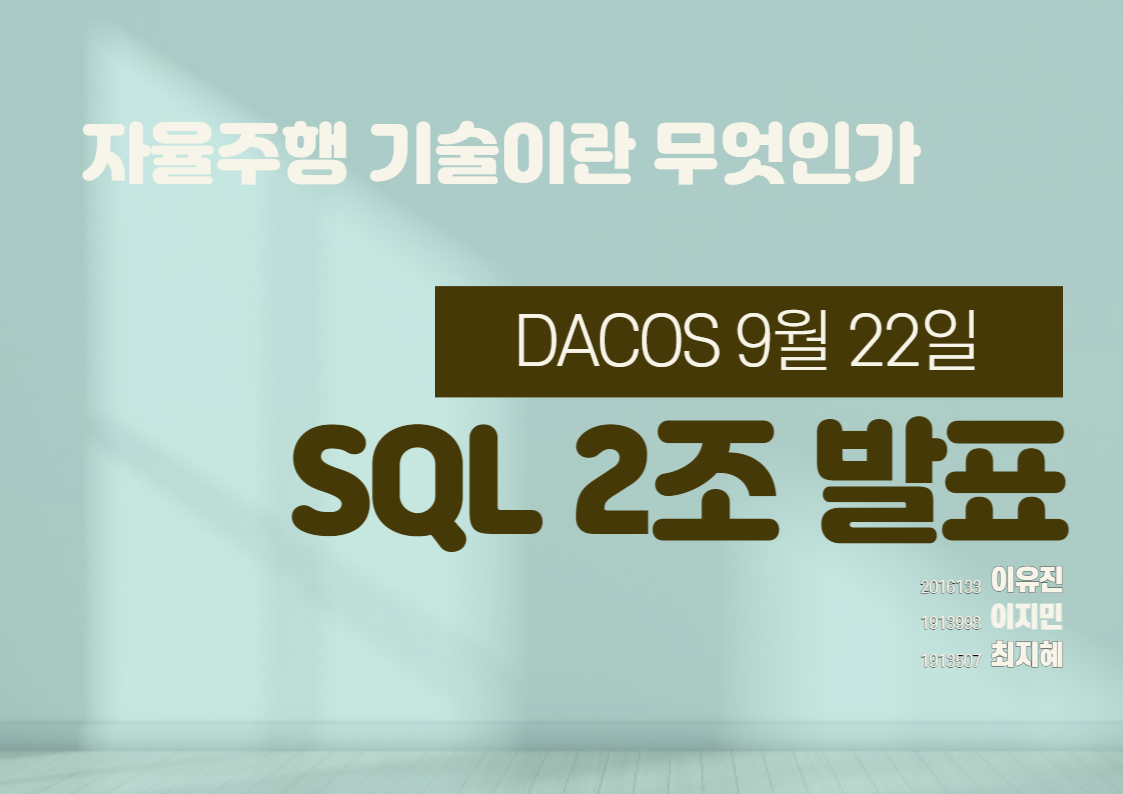 자율주행 기술이란 무엇인가
DACOS 9월 22일
SQL 2조 발표
2016133 이유진
1913998 이지민
1913507 최지혜